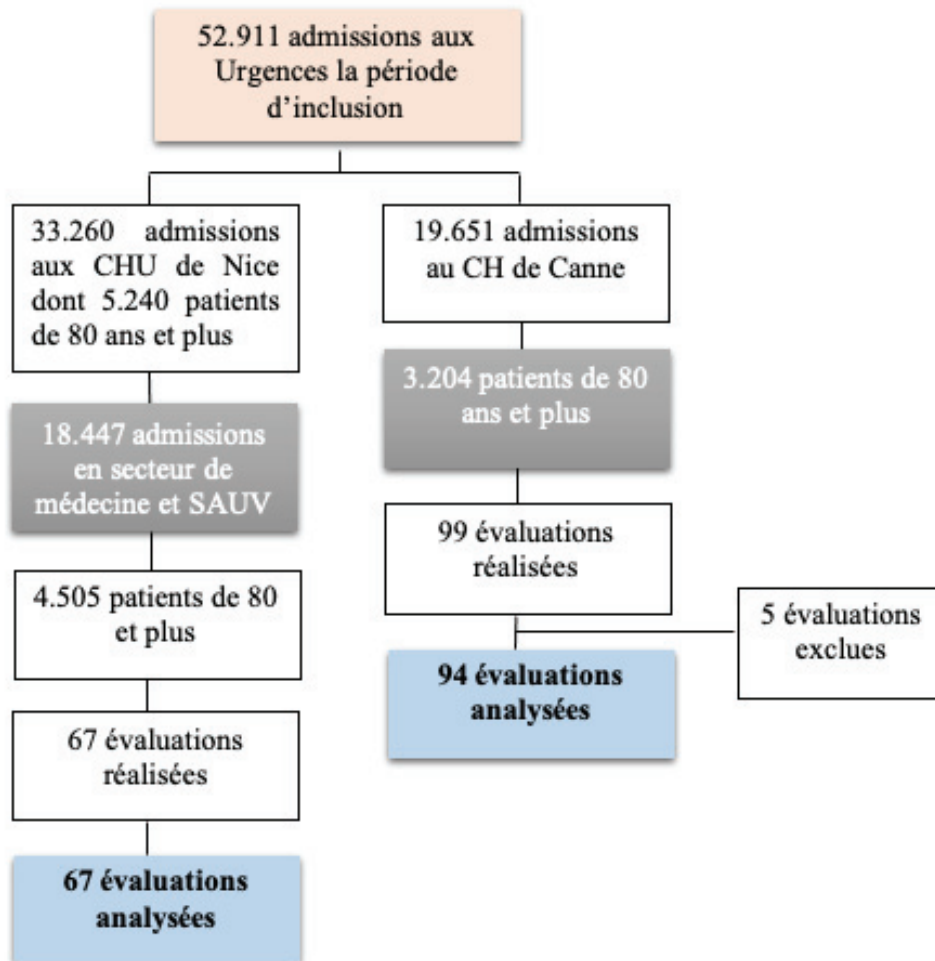 52.911 admissions aux
Urgences la période
d'inclusion
33.260 admissions
aux CHU de Nice
dont 5.240 patients
de 80 ans et plus
19.651 admissions
au CH de Canne
18.447 admissions
en secteur de
médecine et SAUV
3.204 patients de 80
ans et plus
4.505 patients de 80
et plus
99 évaluations
réalisées
5 évaluations
exclues
67 évaluations
réalisées
94 évaluations
analysées
67 évaluations
analysées